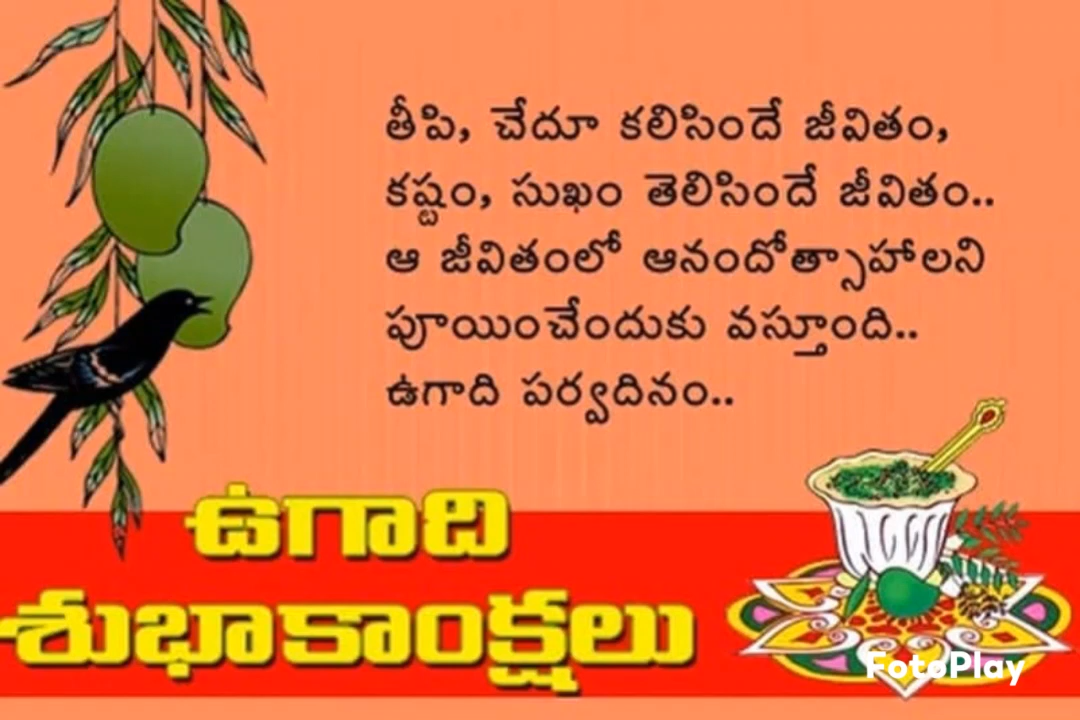 తీపి, చేదూ కలిసిందే జీవితం,
కష్టం, సుఖం తెలిసిందే జీవితం..
ఆ జీవితంలో ఆనందోత్సాహాలని
పూయించేందుకు వస్తూంది..
ఉగాది పర్వదినం..
ఉగాది
శుభాకాంక్షలు
FotoPlay